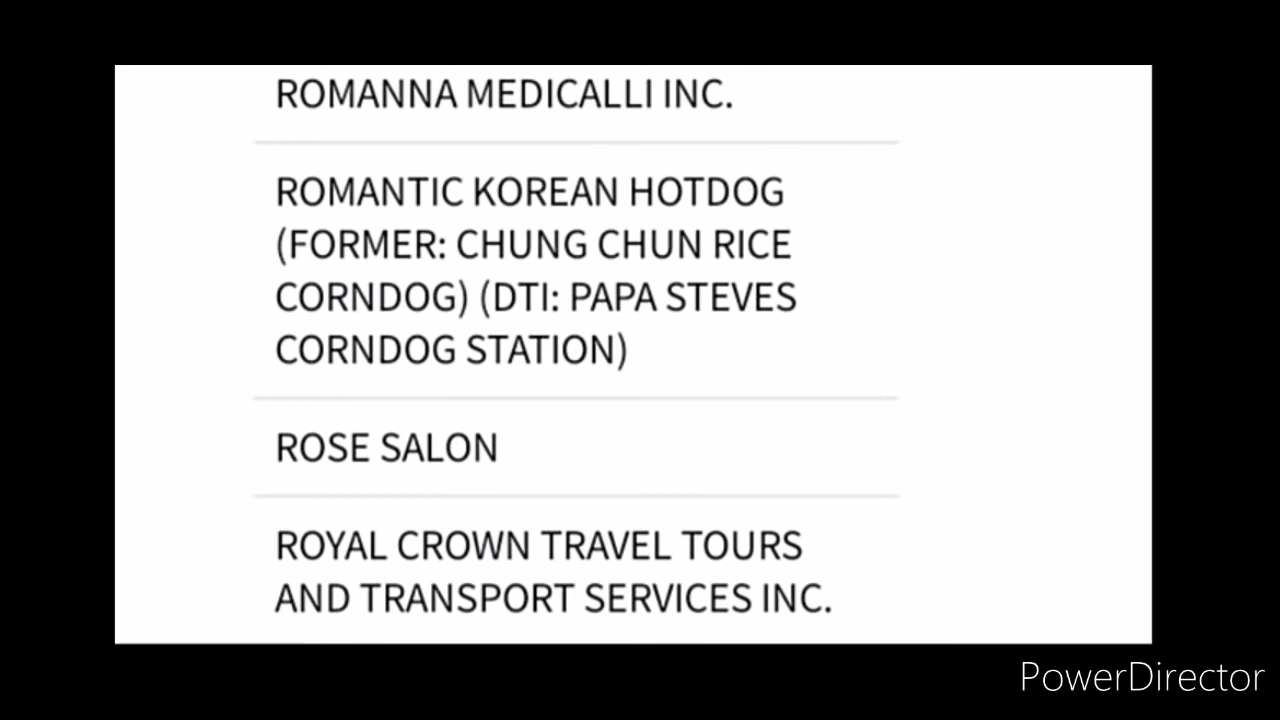 ROMANNA MEDICALLI INC.
ROMANTIC KOREAN HOTDOG
(FORMER: CHUNG CHUN RICE
CORNDOG) (DTI: PAPA STEVES
CORNDOG STATION)
ROSE SALON
ROYAL CROWN TRAVEL TOURS
AND TRANSPORT SERVICES INC.
PowerDirector